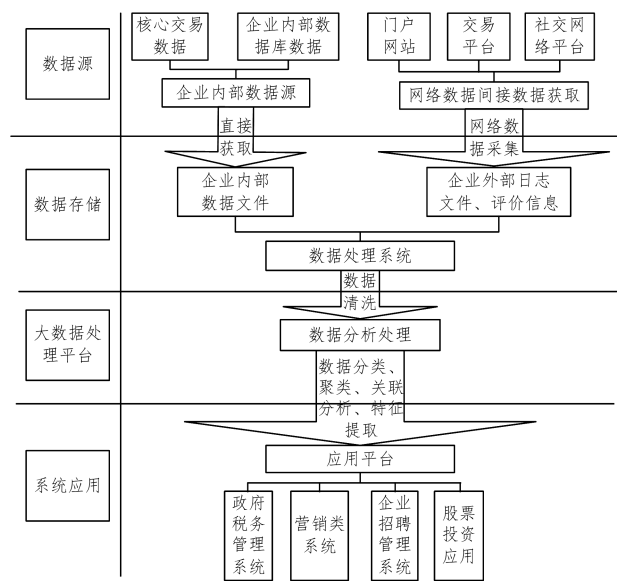 数据源
核心交易
数据
企业内部数
据库数据
门户
网站
交易
平台
社交网
络平台
企业内部数据源
网络数据间接数据获取
直接
获取
网络数
据采集
数据存储
企业内部
数据文件
企业外部日志
文件、评价信息
数据处理系统
数据
清洗
大数据处
理平台
数据分析处理
数据分类、
聚类、关联
分析、特征
提取
系统应用
应用平台
政府
税务
管理
系统
营销类
系统
企业
招聘
管理
系统
股票
投资
应用